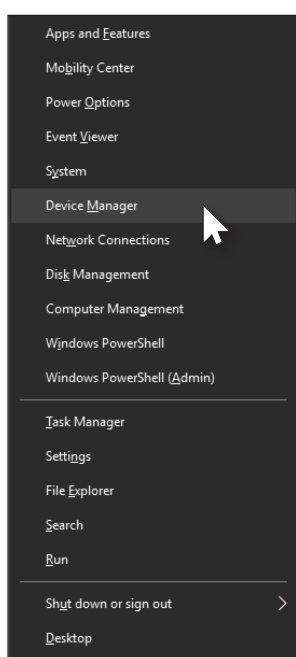 Apps and Features
Mobility Center
Power Options
Event Viewer
System
Device Manager
Network Connections
Disk Management
Computer Management
Windows PowerShell
Windows PowerShell (Admin)
Task Manager
Settings
File Explorer
Search
Run
Shut down or sign out
Desktop